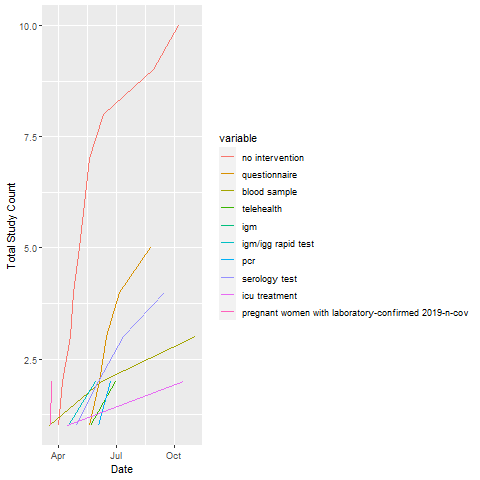 10.0
7.5
5.0
2.5
Total Study Count
Apr
Jul
Oct
Date
variable
no intervention
questionnaire
blood sample
telehealth
igm
igm/igg rapid test
pcr
serology test
icu treatment
pregnant women with laboratory-confirmed 2019-n-cov